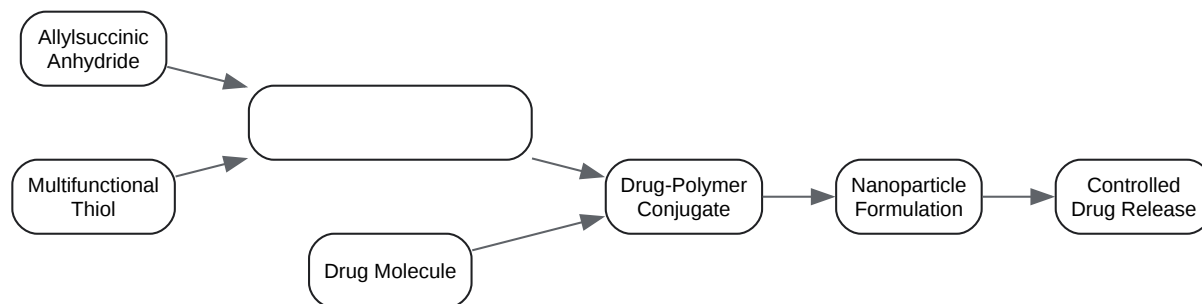 Allylsuccinic
Anhydride
Multifunctional
Thiol
Drug Molecule
Drug-Polymer
Conjugate
Nanoparticle
Formulation
Controlled
Drug Release